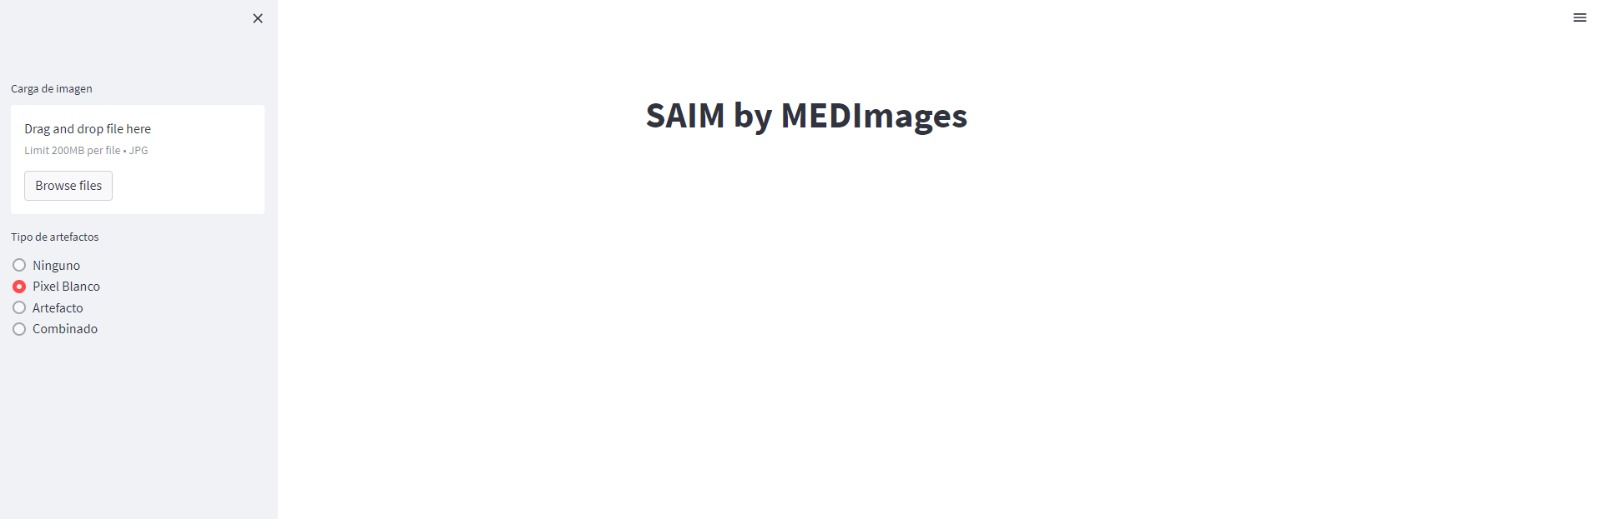 Carga de imagen
Drag and drop file here
Limit 200MB per file • JPG
Browse files
Tipo de artefactos
Ninguno
Pixel Blanco
Artefacto
Combinado
SAIM by MEDImages